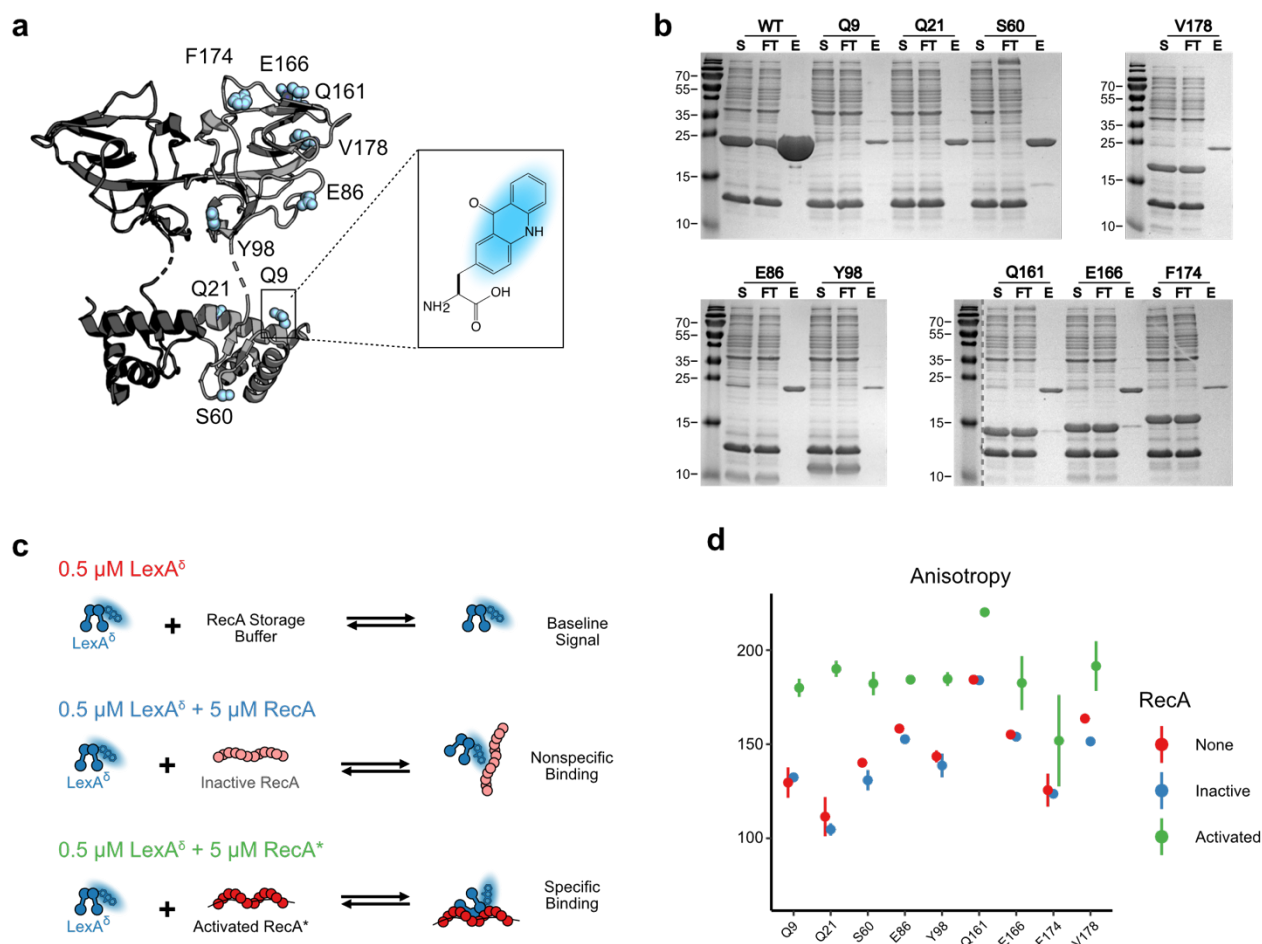 a
F174
E166
Q161
V178
E86
Y98
Q21
Q9
S60
O
NH
NH2
OH
O
b
WT Q9 Q21 S60
S FT E S FT E S FT E S FT E
70
55
35
25
15
10
V178
S FT E
70
55
35
25
15
10
E86 Y98
S FT E S FT E
70
55
35
25
15
10
Q161 E166 F174
S FT E S FT E S FT E
70
55
35
25
15
10
c
0.5 µM LexAδ
LexAδ
+
RecA Storage
Buffer
Baseline
Signal
0.5 µM LexAδ + 5 µM RecA
LexAδ
+
Inactive RecA
Nonspecific
Binding
0.5 µM LexAδ + 5 µM RecA*
LexAδ
+
Activated RecA*
Specific
Binding
d
Anisotropy
200
150
100
Q9 Q21 S60 E86 Y98 Q161 E166 F174 V178
RecA
None
Inactive
Activated